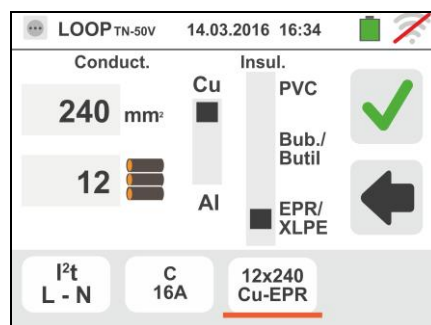 LOOP TN-50V 14.03.2016 16:34
Conduct. Insul.
Cu PVC
240 mm²
Bub./
Butil
12
Al EPR/
XLPE
I²t
L - N
C
16A
12x240
Cu-EPR